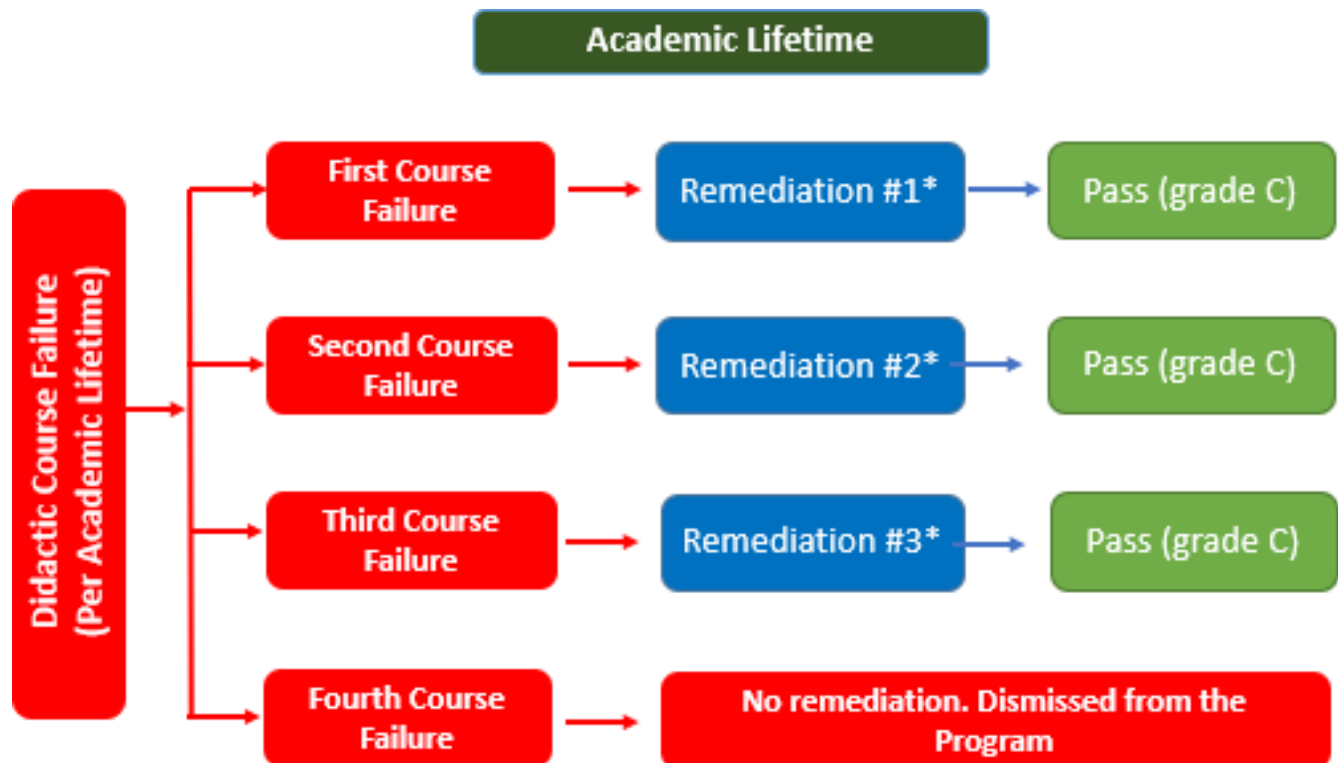 Academic Lifetime
Didactic Course Failure
(Per Academic Lifetime)
First Course
Failure
Remediation #1*
Pass (grade C)
Second Course
Failure
Remediation #2*
Pass (grade C)
Third Course
Failure
Remediation #3*
Pass (grade C)
Fourth Course
Failure
No remediation. Dismissed from the
Program